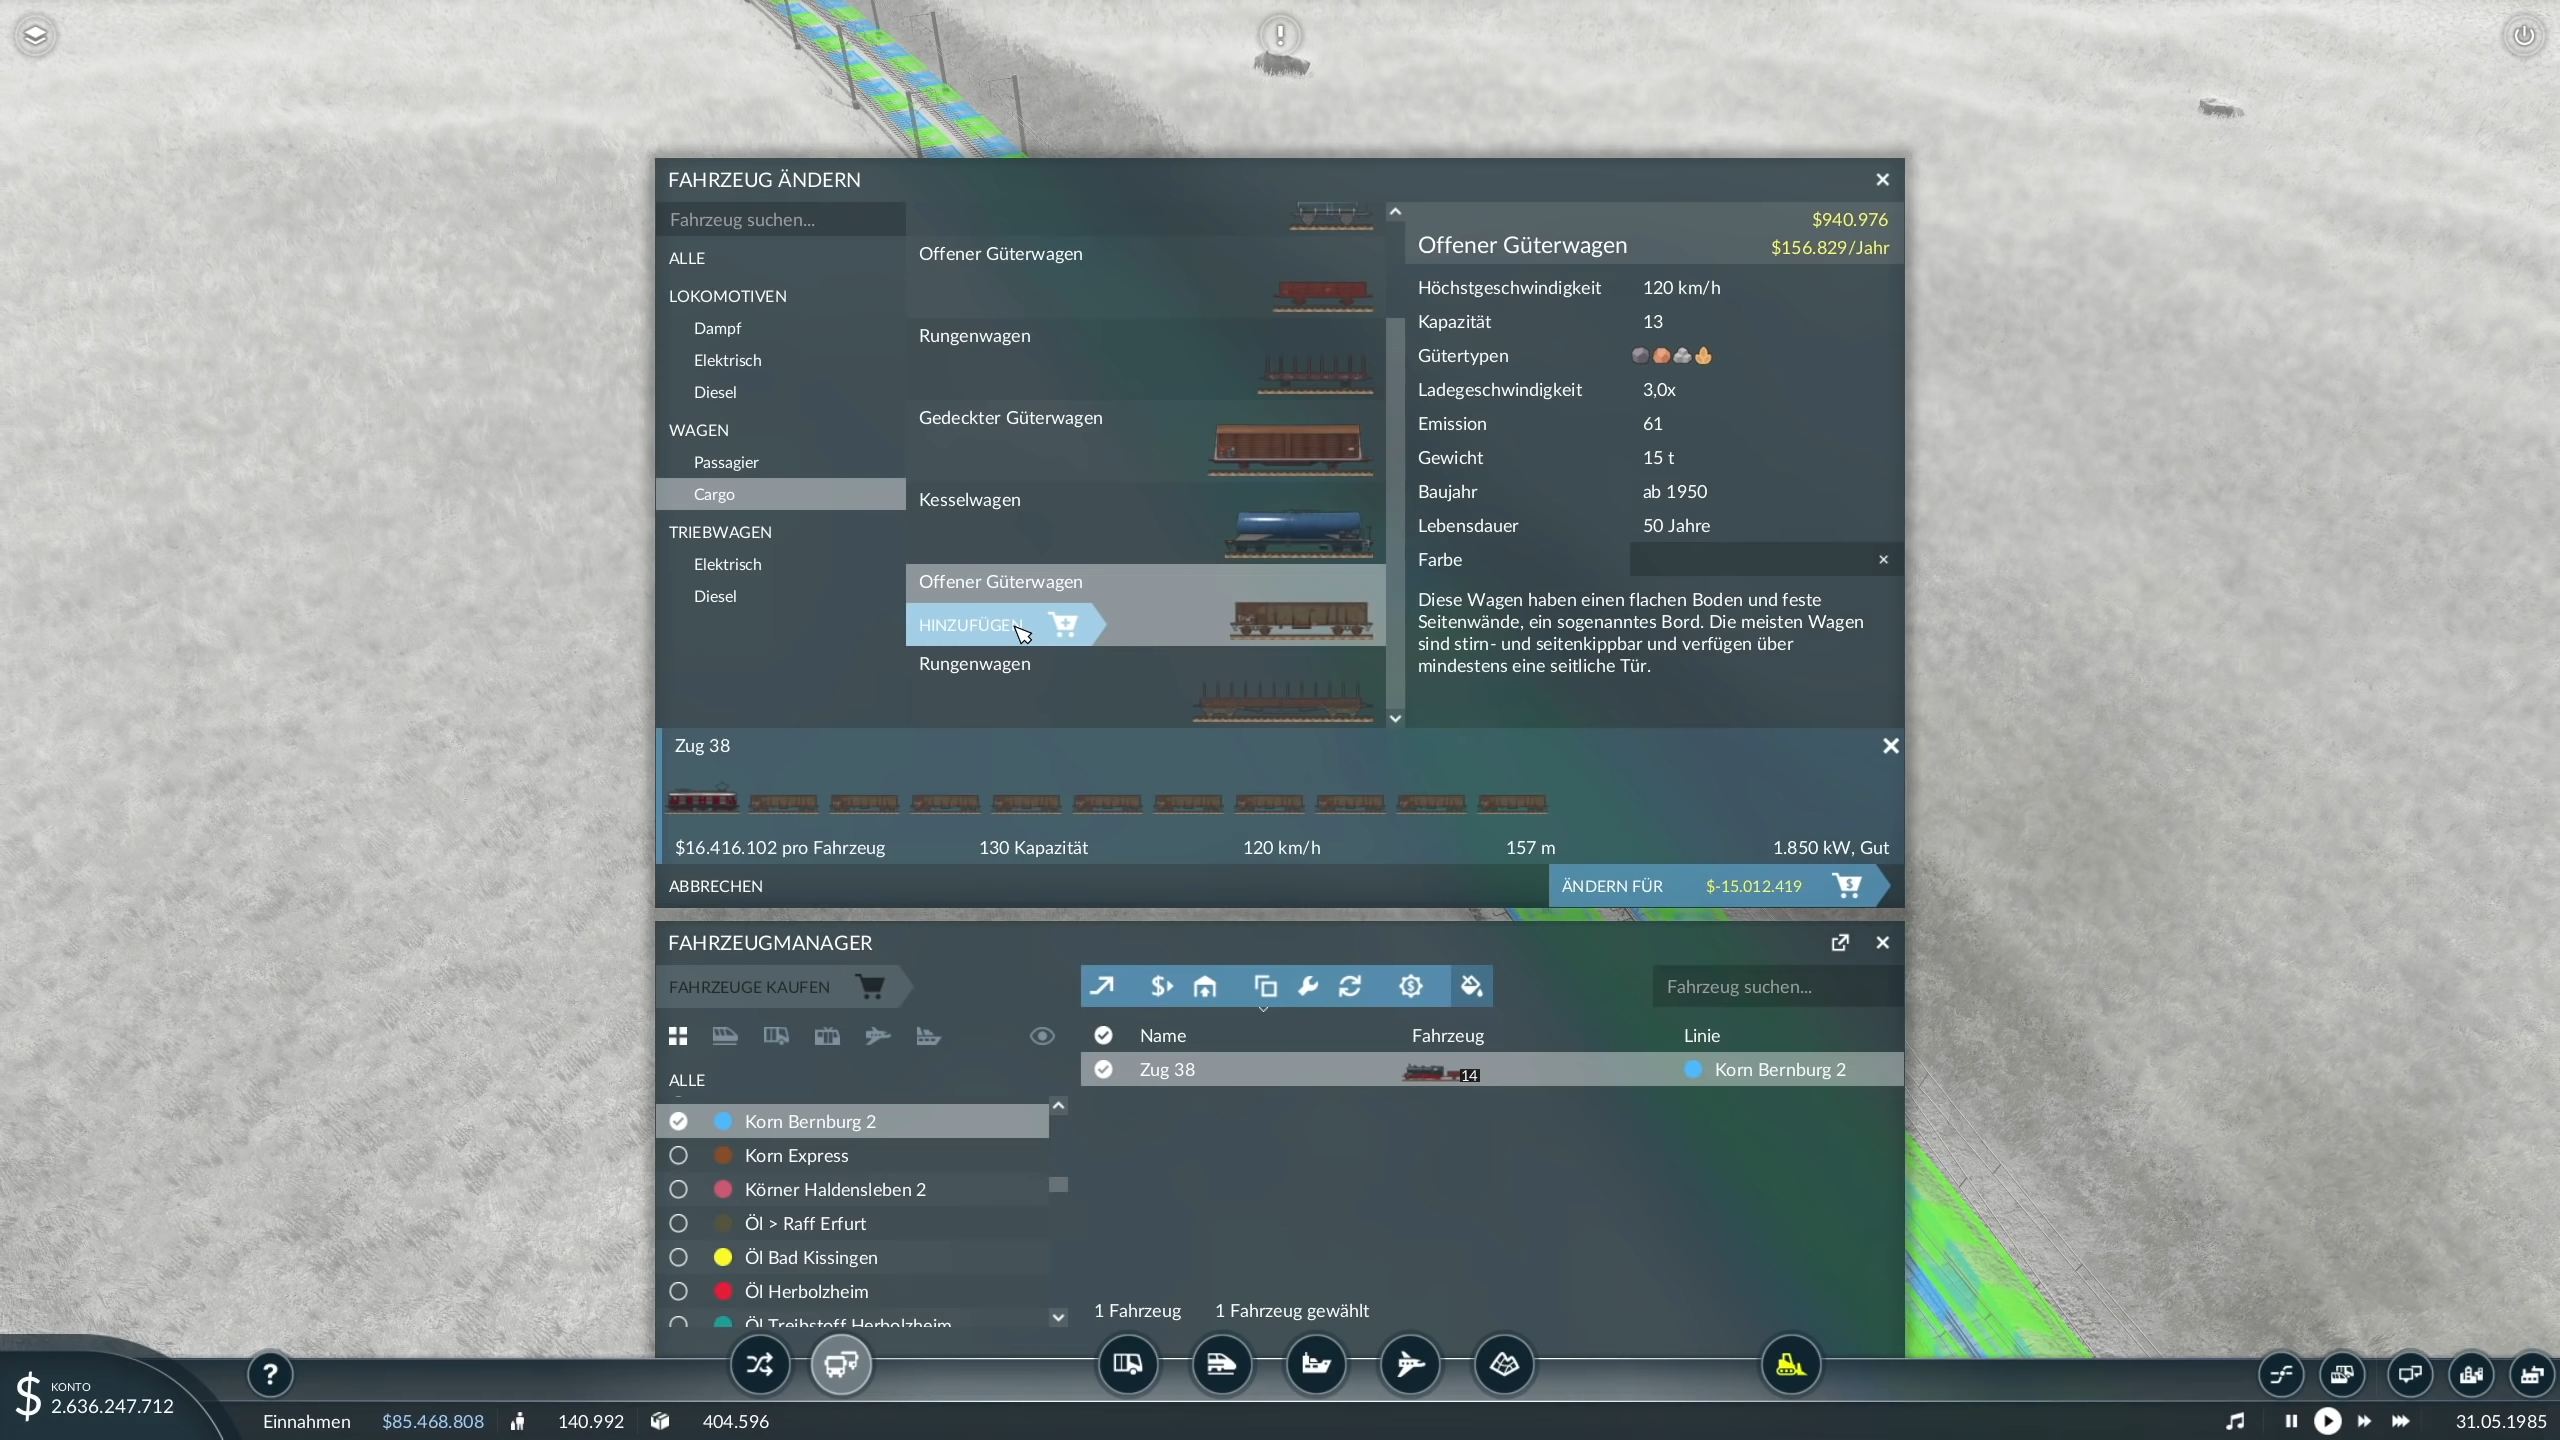 FAHRZEUG ÄNDERN
Fahrzeug suchen...
ALLE
LOKOMOTIVEN
Dampf
Elektrisch
Diesel
WAGEN
Passagier
Cargo
TRIEBWAGEN
Elektrisch
Diesel
Offener Güterwagen
Rungenwagen
Gedeckter Güterwagen
Kesselwagen
Offener Güterwagen
HINZUFÜGEN
Rungenwagen
$940.976
Offener Güterwagen $156.829/Jahr
Höchstgeschwindigkeit 120 km/h
Kapazität 13
Gütertypen
Ladegeschwindigkeit 3,0x
Emission 61
Gewicht 15 t
Baujahr ab 1950
Lebensdauer 50 Jahre
Farbe
Diese Wagen haben einen flachen Boden und feste
Seitenwände, ein sogenanntes Bord. Die meisten Wagen
sind stirn- und seitenkippbar und verfügen über
mindestens eine seitliche Tür.
Zug 38
$16.416.102 pro Fahrzeug 130 Kapazität 120 km/h 157 m 1.850 kW, Gut
ABBRECHEN ÄNDERN FÜR $-15.012.419
FAHRZEUGMANAGER
FAHRZEUGE KAUFEN
Fahrzeug suchen...
ALLE
Korn Bernburg 2
Korn Express
Körner Haldensleben 2
Öl > Raff Erfurt
Öl Bad Kissingen
Öl Herbolzheim
Öl Treibstoff Herbolzheim
Name Fahrzeug Linie
Zug 38 14 Korn Bernburg 2
1 Fahrzeug 1 Fahrzeug gewählt
KONTO
2.636.247.712
Einnahmen $85.468.808 140.992 404.596
31.05.1985